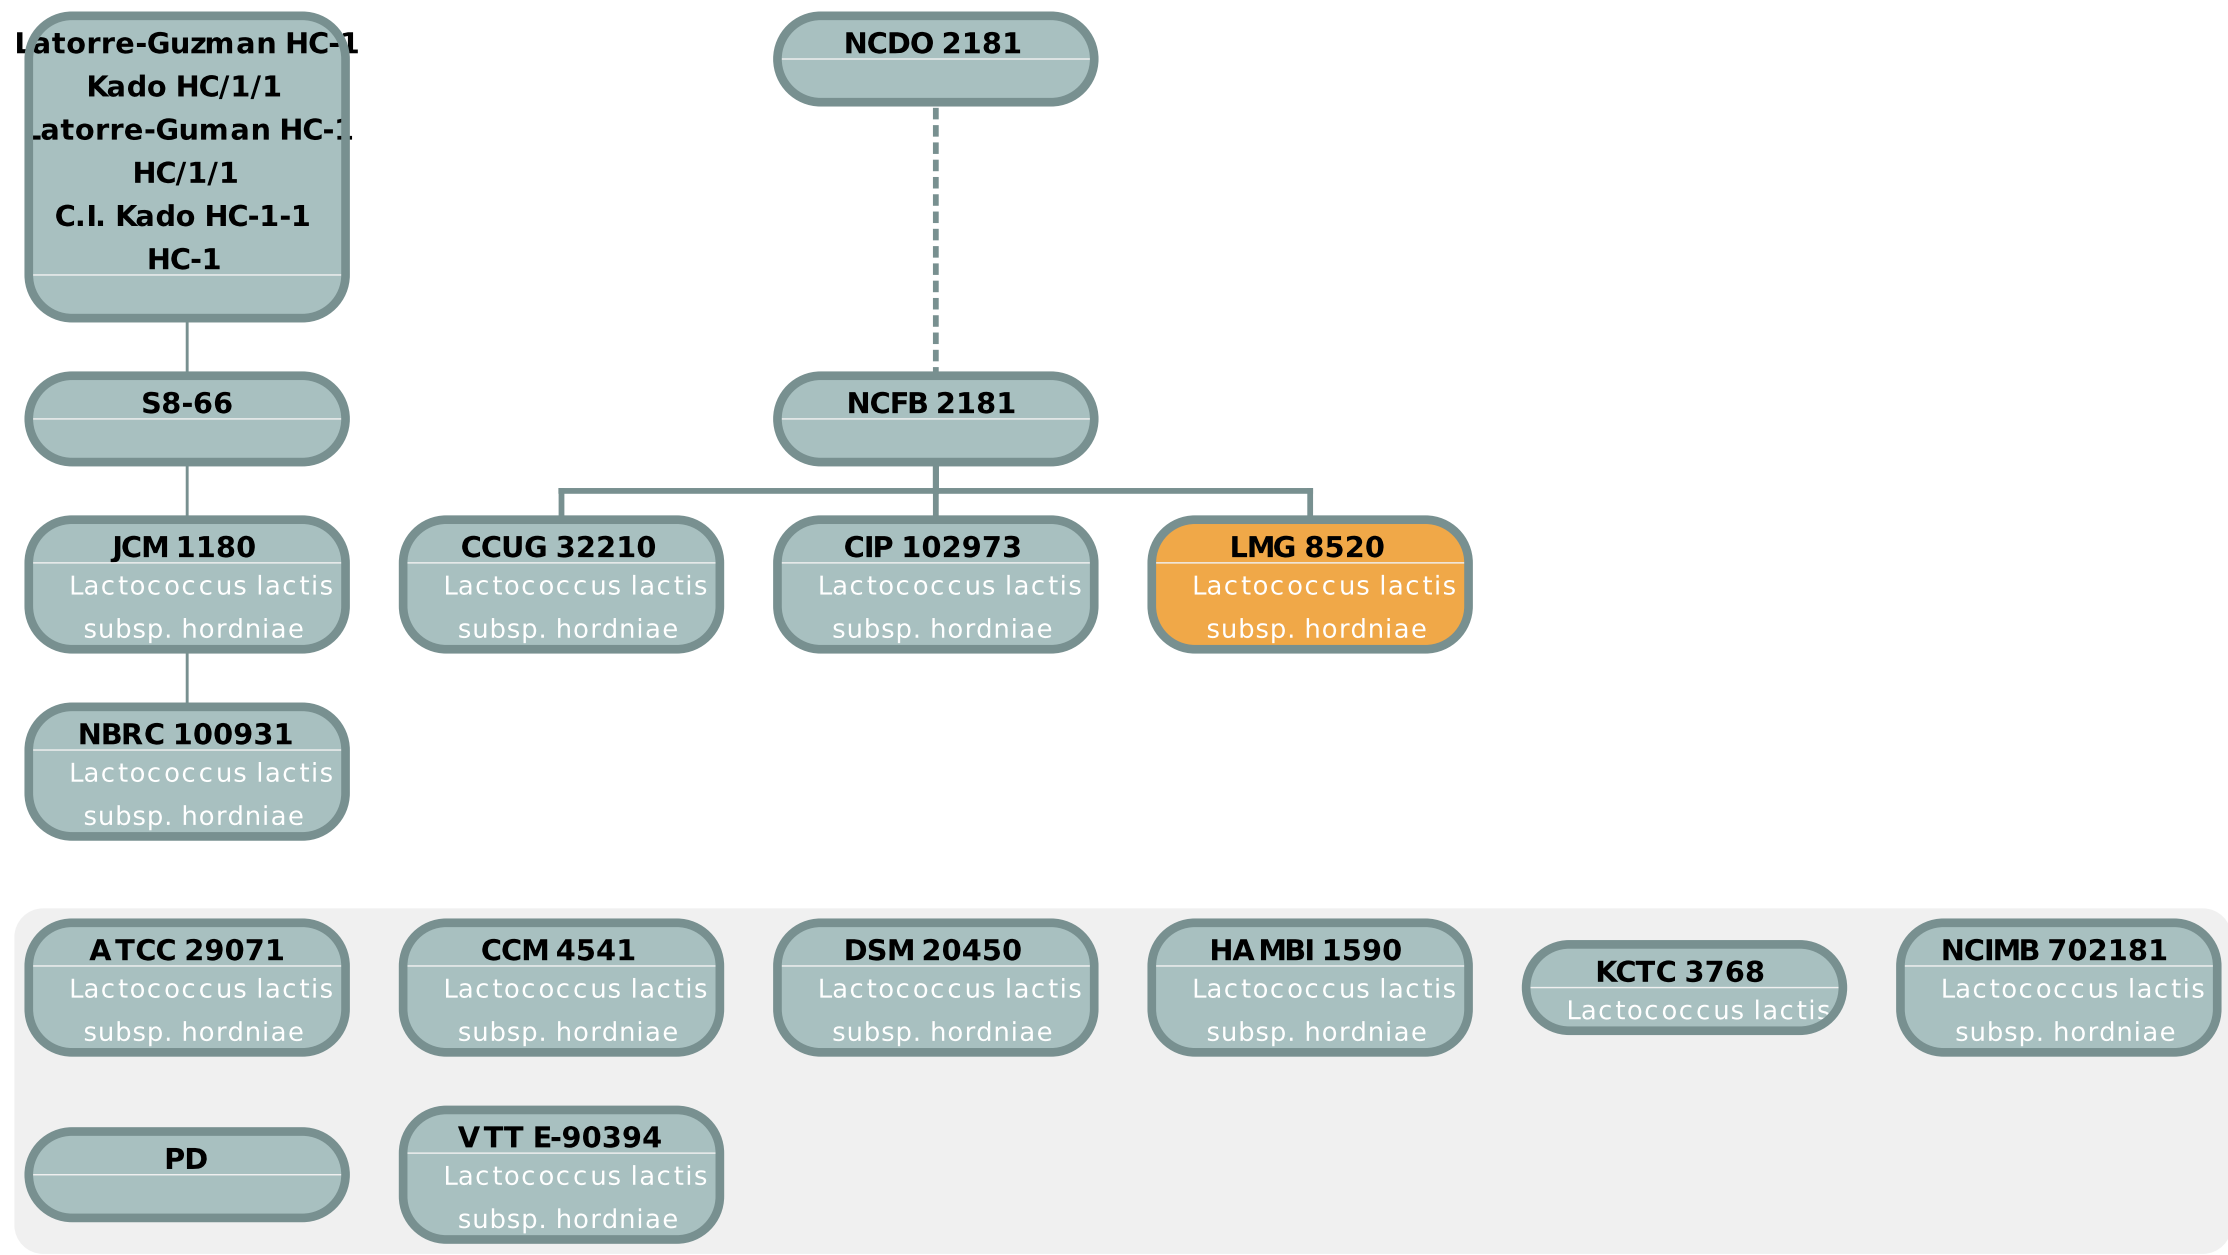 Latorre-Guzman HC-1
Kado HC/1/1
Latorre-Guman HC-1
HC/1/1
C.I. Kado HC-1-1
HC-1
NCDO 2181
S8-66
NCFB 2181
JCM 1180
Lactococcus lactis
subsp. hordniae
CCUG 32210
Lactococcus lactis
subsp. hordniae
CIP 102973
Lactococcus lactis
subsp. hordniae
LMG 8520
Lactococcus lactis
subsp. hordniae
NBRC 100931
Lactococcus lactis
subsp. hordniae
ATCC 29071
Lactococcus lactis
subsp. hordniae
CCM 4541
Lactococcus lactis
subsp. hordniae
DSM 20450
Lactococcus lactis
subsp. hordniae
HAMBI 1590
Lactococcus lactis
subsp. hordniae
KCTC 3768
Lactococcus lactis
NCIMB 702181
Lactococcus lactis
subsp. hordniae
PD
VTT E-90394
Lactococcus lactis
subsp. hordniae